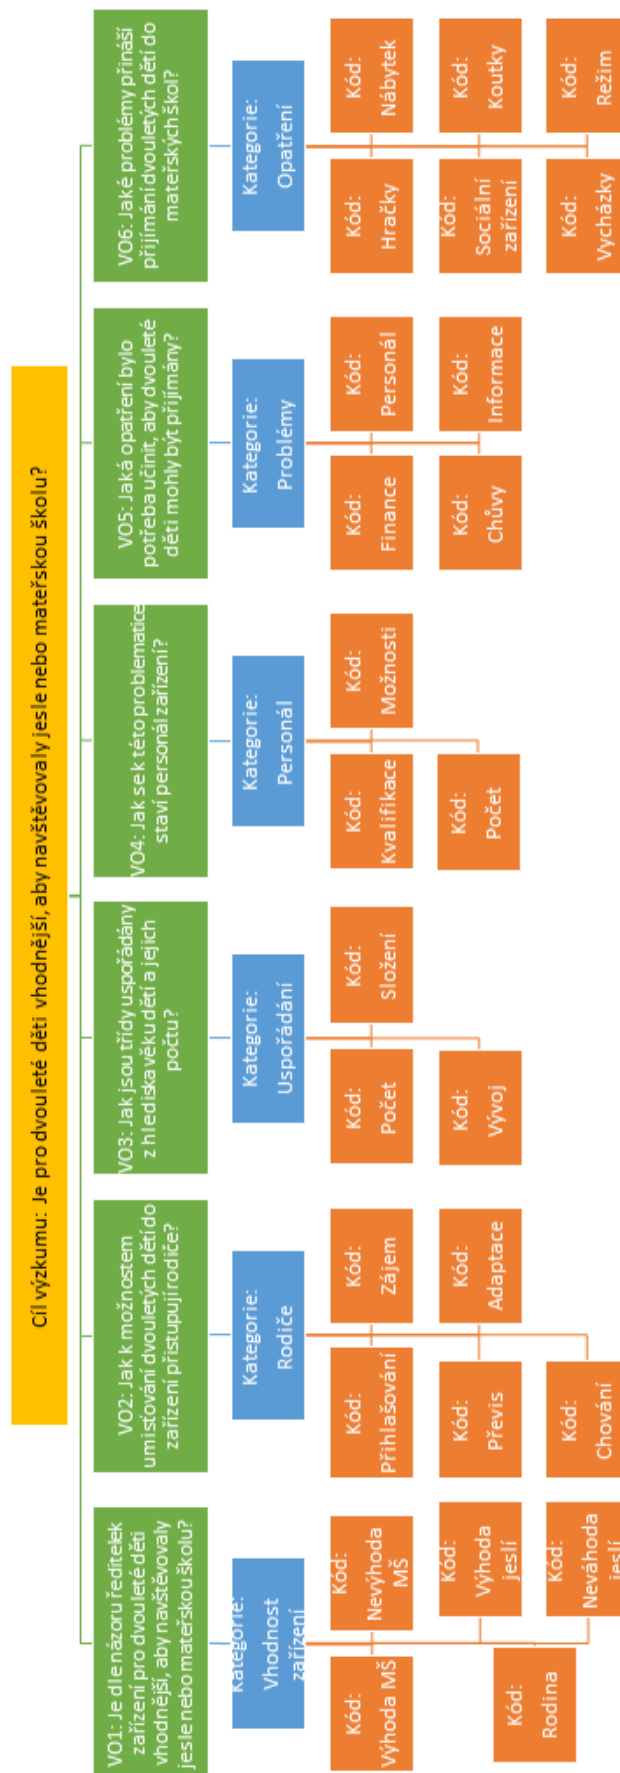 Cíl výzkumu: Je pro dvouleté děti vhodnější, aby navštěvovaly jesle nebo mateřskou školu?
VO1: Je dle názoru ředitelek
zařízení pro dvouleté děti
vhodnější, aby navštěvovaly
jesle nebo mateřskou školu?
Kategorie:
Vhodnost
zařízení
Kód:
Výhoda MŠ
Kód:
Nevýhoda
MŠ
Kód:
Výhoda
jeslí
Kód:
Rodina
Kód:
Neváhoda
jeslí
VO2: Jak k možnostem
umisťování dvouletých dětí do
zařízení přistupují rodiče?
Kategorie:
Rodiče
Kód:
Přihlašování
Kód:
Zájem
Kód:
Převis
Kód:
Adaptace
Kód:
Chování
VO3: Jak jsou třídy uspořádány
z hlediska věku dětí a jejich
počtu?
Kategorie:
Uspořádání
Kód:
Počet
Kód:
Složení
Kód:
Vývoj
VO4: Jak se k této problematice
staví personál zařízení?
Kategorie:
Personál
Kód:
Kvalifikace
Kód:
Možnosti
Kód:
Počet
VO5: Jaká opatření bylo
potřeba učinit, aby dvouleté
děti mohly být přijímány?
Kategorie:
Problémy
Kód:
Finance
Kód:
Personál
Kód:
Chůvy
Kód:
Informace
VO6: Jaké problémy přináší
přijímání dvouletých dětí do
mateřských škol?
Kategorie:
Opatření
Kód:
Hračky
Kód:
Nábytek
Kód:
Sociální
zařízení
Kód:
Koutky
Kód:
Vycházky
Kód:
Režim